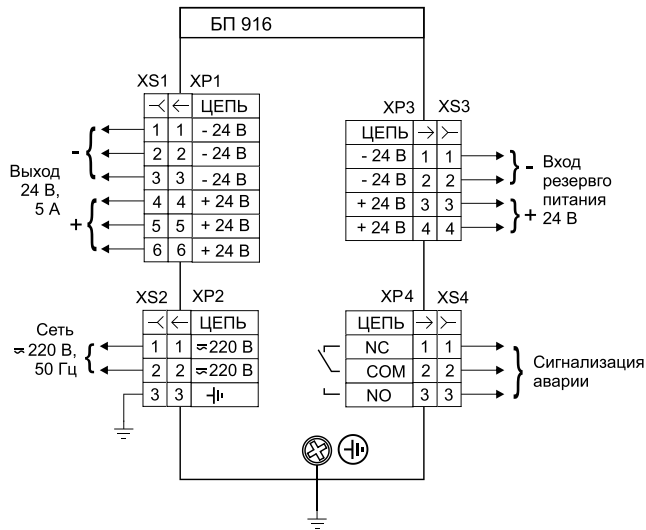 БП 916
XS1 XP1
ЦЕПЬ
1 1 - 24 В
2 2 - 24 В
3 3 - 24 В
4 4 + 24 В
5 5 + 24 В
6 6 + 24 В
-
+
Выход
24 В,
5 А
XP3 XS3
ЦЕПЬ
- 24 В 1 1
- 24 В 2 2
+ 24 В 3 3
+ 24 В 4 4
-
+
Вход
резервго
питания
24 В
XS2 XP2
ЦЕПЬ
1 1 ≂220 В
2 2 ≂220 В
3 3
Сеть
≂220 В,
50 Гц
XP4 XS4
ЦЕПЬ
NC 1 1
COM 2 2
NO 3 3
Сигнализация
аварии